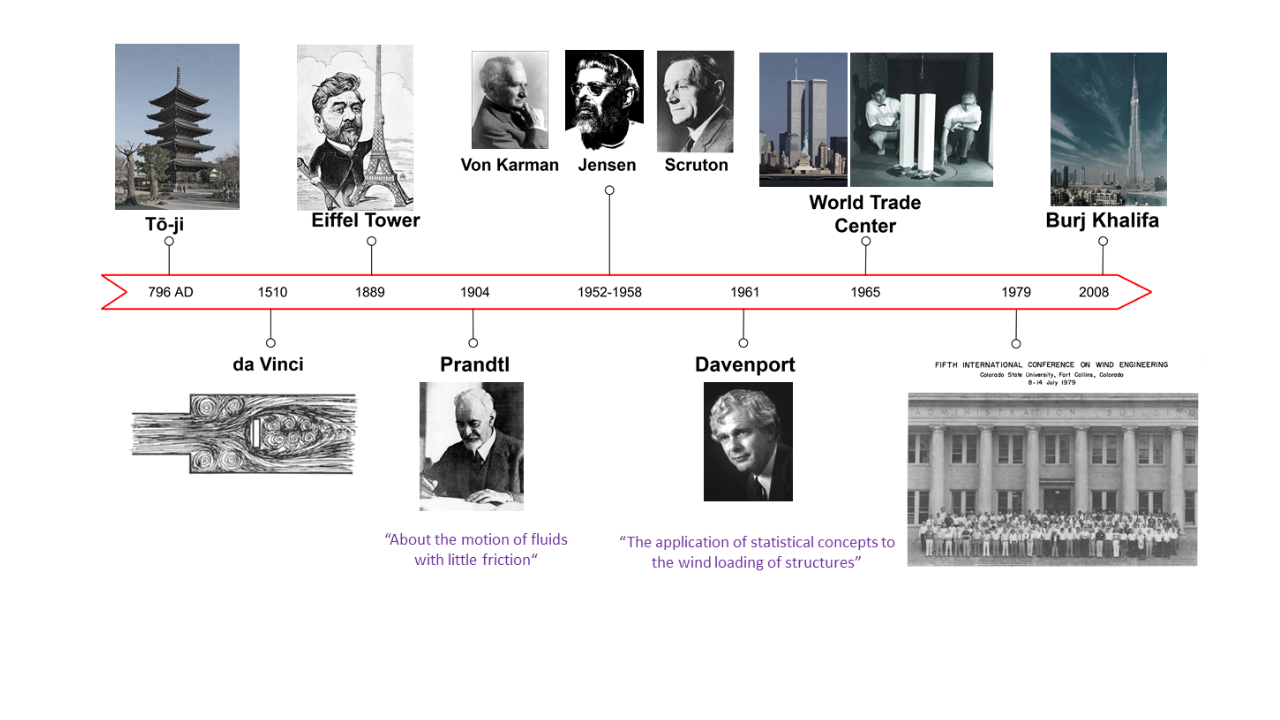 Von Karman
Jensen
Scruton
World Trade
Center
Tō-ji
Eiffel Tower
Burj Khalifa
796 AD
1510
1889
1904
1952-1958
1961
1965
1979
2008
da Vinci
Prandtl
Davenport
FIFTH INTERNATIONAL CONFERENCE ON WIND ENGINEERING
Colorado State University, Fort Collins, Colorado
8-14 July 1979
ADMINISTRATION BUILDING
“About the motion of fluids
with little friction“
“The application of statistical concepts to
the wind loading of structures”